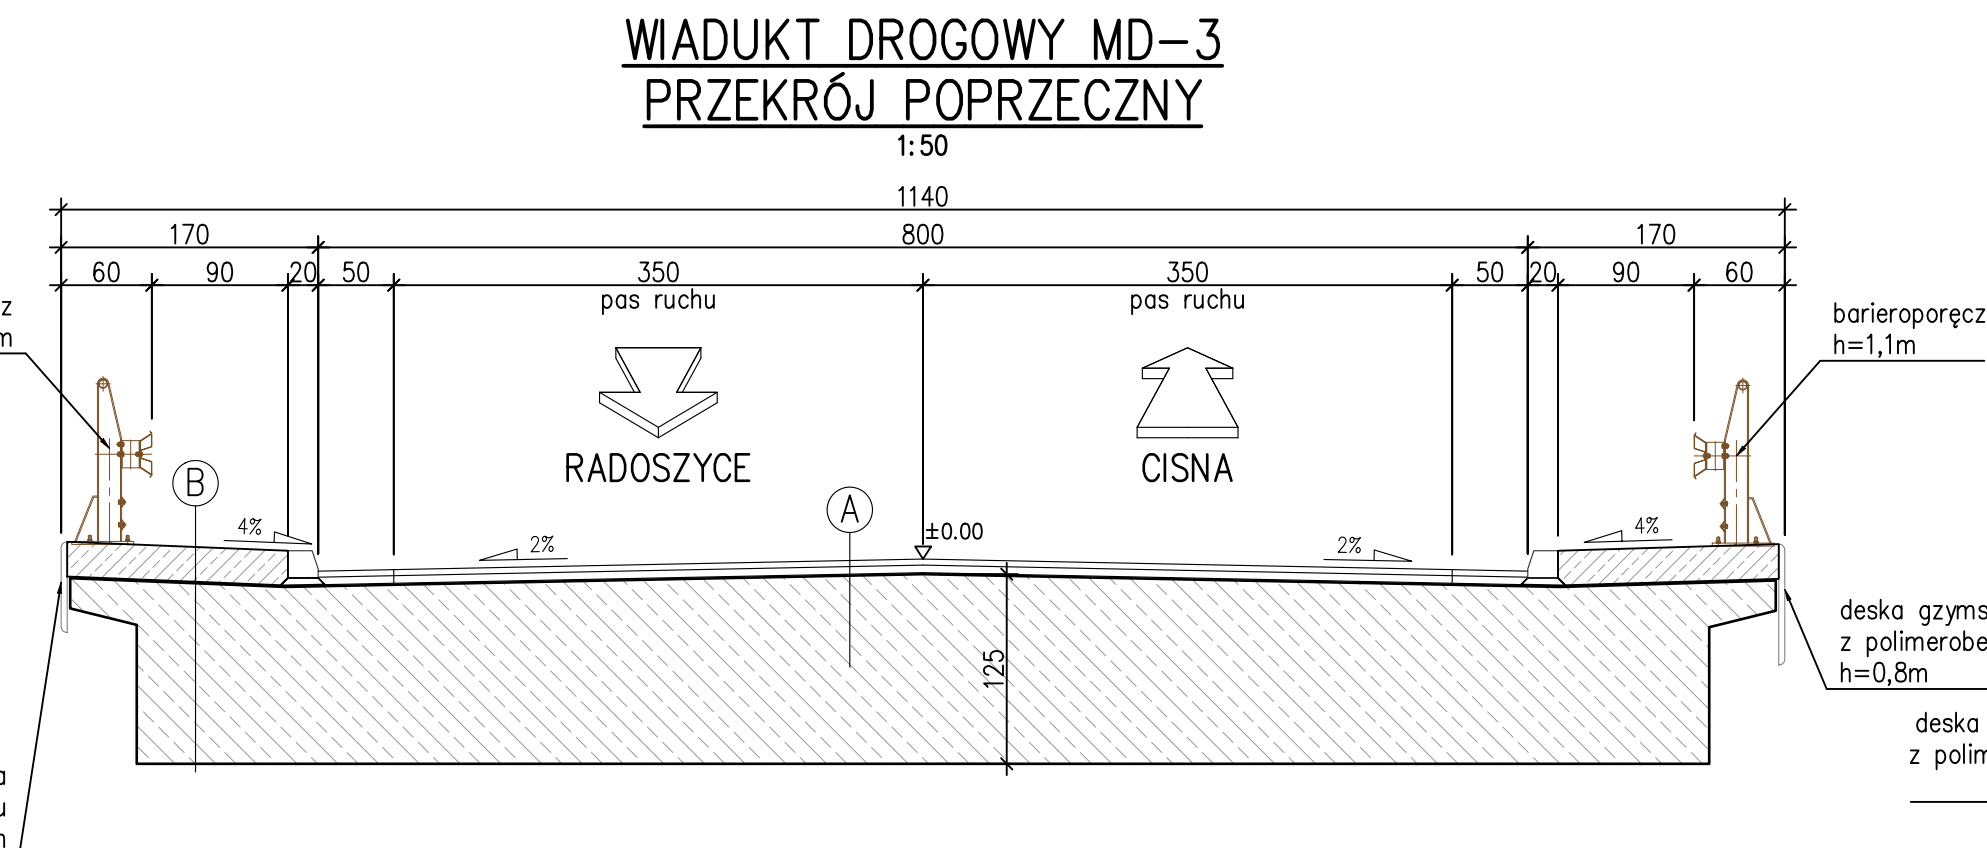 WIADUKT DROGOWY MD-3
PRZEKRÓJ POPRZECZNY
1:50
1140
170 800 170
60 90 20 50 350 350 50 20 90 60
pas ruchu pas ruchu
z
m
barieroporęcz
h=1,1m
RADOSZYCE CISNA
B
A
4% 2% ±0.00 2% 4%
125
deska gzyms
z polimerobe
h=0,8m
deska
z polim
a
u
m